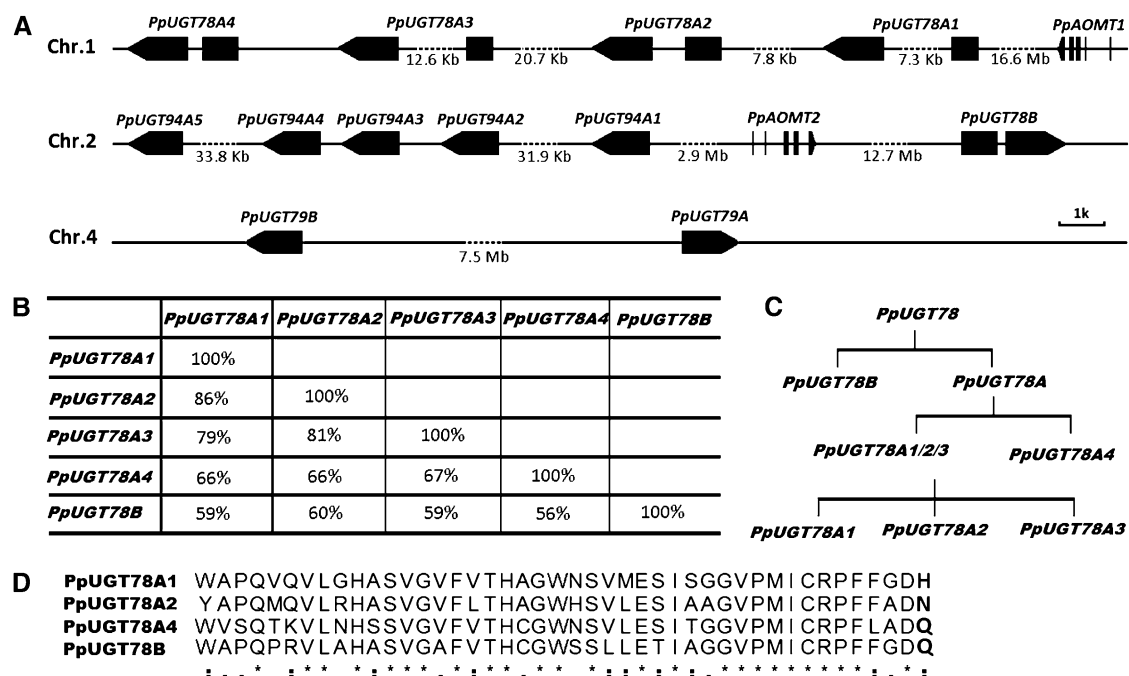 A
PpUGT78A4 PpUGT78A3 PpUGT78A2 PpUGT78A1 PpAOMT1
Chr.1
12.6 Kb 20.7 Kb 7.8 Kb 7.3 Kb 16.6 Mb
PpUGT94A5 PpUGT94A4 PpUGT94A3 PpUGT94A2 PpUGT94A1 PpAOMT2 PpUGT78B
Chr.2
33.8 Kb 31.9 Kb 2.9 Mb 12.7 Mb
PpUGT79B PpUGT79A 1k
Chr.4
7.5 Mb
B
PpUGT78A1 PpUGT78A2 PpUGT78A3 PpUGT78A4 PpUGT78B
PpUGT78A1 100%
PpUGT78A2 86% 100%
PpUGT78A3 79% 81% 100%
PpUGT78A4 66% 66% 67% 100%
PpUGT78B 59% 60% 59% 56% 100%
C
PpUGT78
PpUGT78B PpUGT78A
PpUGT78A1/2/3 PpUGT78A4
PpUGT78A1 PpUGT78A2 PpUGT78A3
D
PpUGT78A1 WAPQVQVLGHASVGVFVTHAGWNSVMESISGGVPMICRPFFGDH
PpUGT78A2 YAPQMQVLRHASVGVFLTHAGWHSVLESIAAGVPMICRPFFADN
PpUGT78A4 WVSQTKVLNHSSVGVFVTHCGWNSVLESITGGVPMICRPFLADQ
PpUGT78B WAPQPRVLAHASVGAFVTHCGWSSLLETIAGGVPMICRPFFGDQ